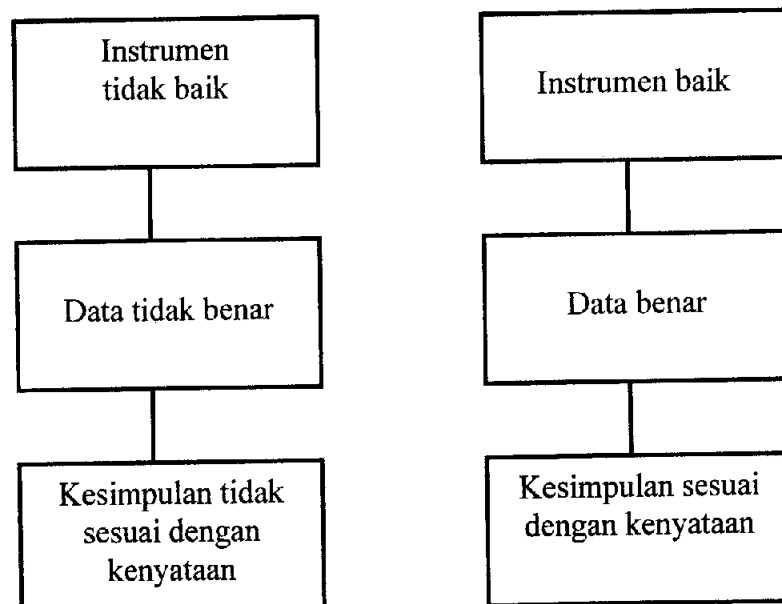 Instrumen
tidak baik
Data tidak benar
Kesimpulan tidak
sesuai dengan
kenyataan
Instrumen baik
Data benar
Kesimpulan sesuai
dengan kenyataan